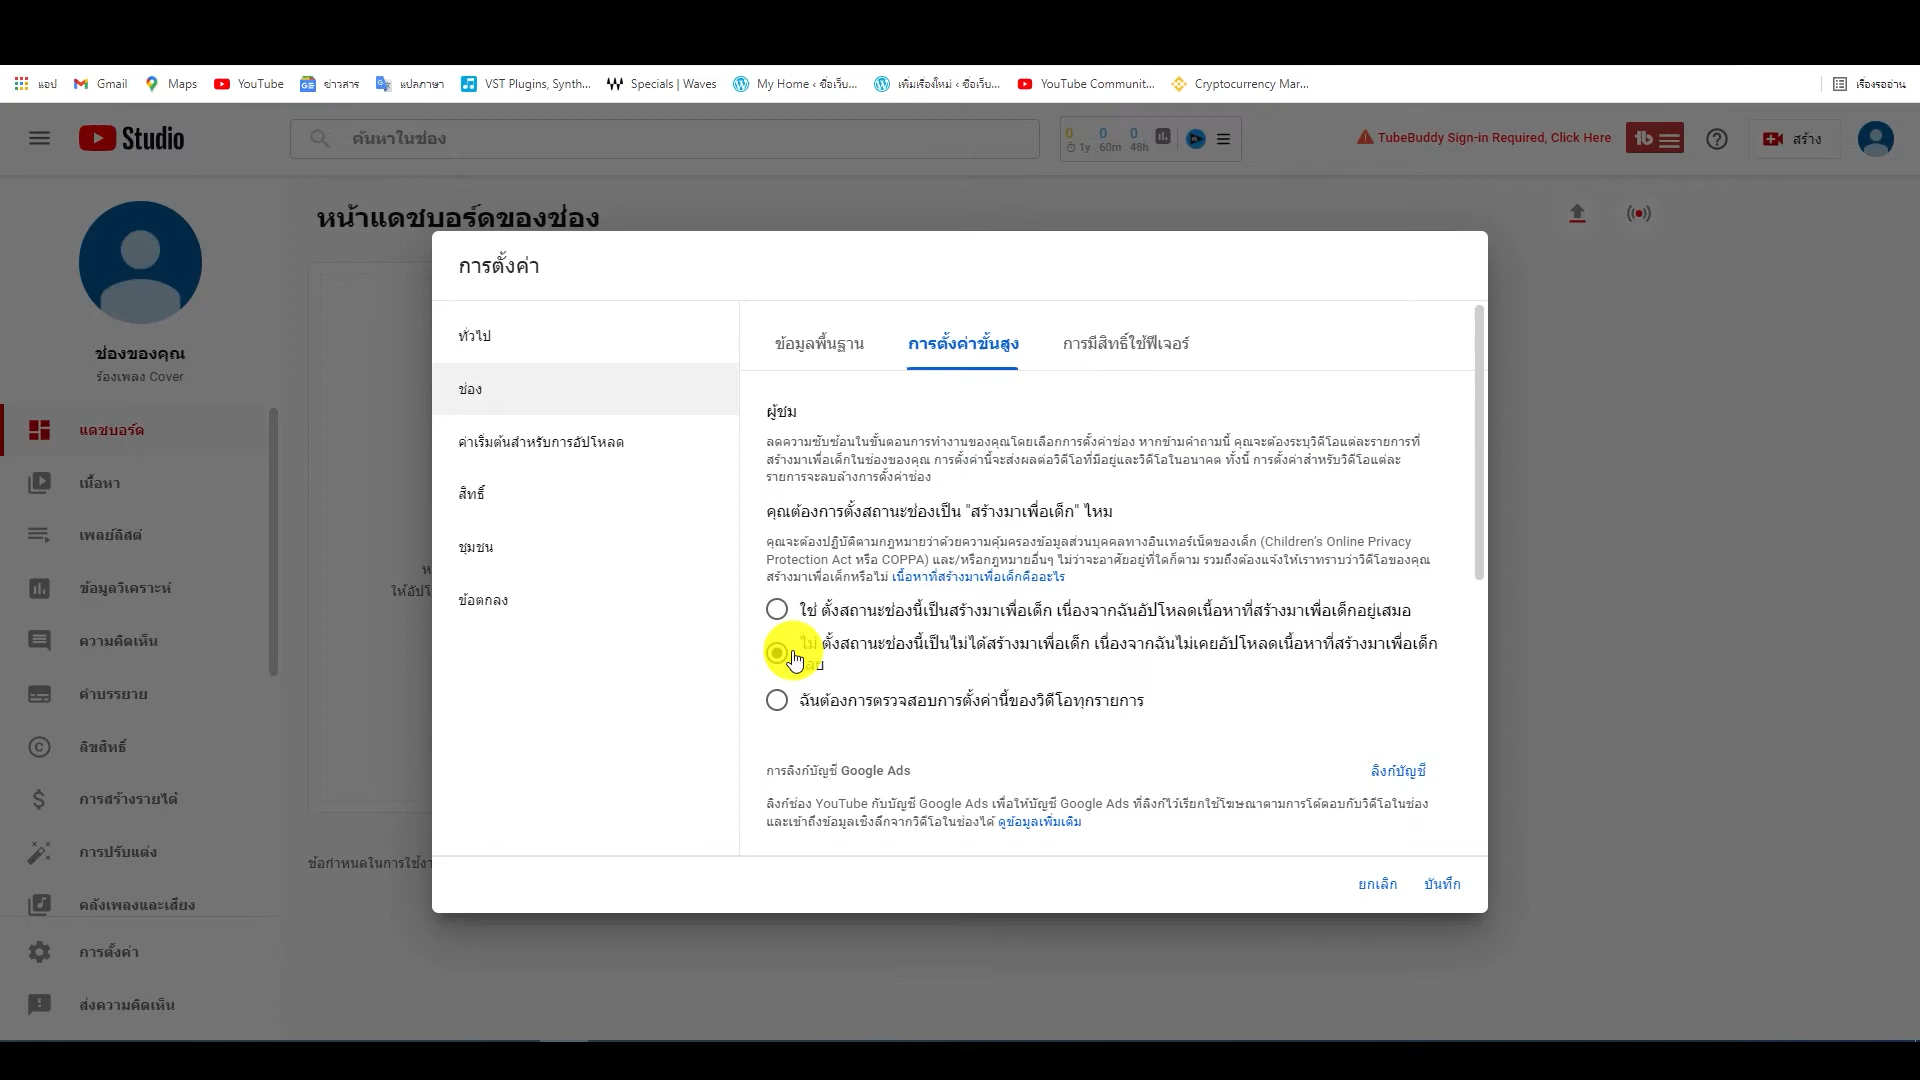 แอป Gmail Maps YouTube ข่าวสาร แปลภาษา VST Plugins, Synth... Specials | Waves My Home ‹ ชื่อเว็บ... เพิ่มเรื่องใหม่ ‹ ชื่อเว็บ... YouTube Communit... Cryptocurrency Mar... เรื่องรออ่าน
Studio ค้นหาในช่อง 0 1y 0 60m 0 48h TubeBuddy Sign-in Required, Click Here tb สร้าง
หน้าแดชบอร์ดของช่อง
ช่องของคุณ
ร้องเพลง Cover
แดชบอร์ด
เนื้อหา
เพลย์ลิสต์
ข้อมูลวิเคราะห์
ความคิดเห็น
คำบรรยาย
ลิขสิทธิ์
การสร้างรายได้
การปรับแต่ง
คลังเพลงและเสียง
การตั้งค่า
ส่งความคิดเห็น
ข้อกำหนดในการใช้งา
การตั้งค่า
ทั่วไป
ช่อง
ค่าเริ่มต้นสำหรับการอัปโหลด
สิทธิ์
ชุมชน
ข้อตกลง
ข้อมูลพื้นฐาน การตั้งค่าขั้นสูง การมีสิทธิ์ใช้ฟีเจอร์
ผู้ชม
ลดความซับซ้อนในขั้นตอนการทำงานของคุณโดยเลือกการตั้งค่าช่อง หากข้ามคำถามนี้ คุณจะต้องระบุวิดีโอแต่ละรายการที่
สร้างมาเพื่อเด็กในช่องของคุณ การตั้งค่านี้จะส่งผลต่อวิดีโอที่มีอยู่และวิดีโอในอนาคต ทั้งนี้ การตั้งค่าสำหรับวิดีโอแต่ละ
รายการจะลบล้างการตั้งค่าช่อง
คุณต้องการตั้งสถานะช่องเป็น "สร้างมาเพื่อเด็ก" ไหม
คุณจะต้องปฏิบัติตามกฎหมายว่าด้วยความคุ้มครองข้อมูลส่วนบุคคลทางอินเทอร์เน็ตของเด็ก (Children's Online Privacy
Protection Act หรือ COPPA) และ/หรือกฎหมายอื่นๆ ไม่ว่าจะอาศัยอยู่ที่ใดก็ตาม รวมถึงต้องแจ้งให้เราทราบว่าวิดีโอของคุณ
สร้างมาเพื่อเด็กหรือไม่ เนื้อหาที่สร้างมาเพื่อเด็กคืออะไร
ใช่ ตั้งสถานะช่องนี้เป็นสร้างมาเพื่อเด็ก เนื่องจากฉันอัปโหลดเนื้อหาที่สร้างมาเพื่อเด็กอยู่เสมอ
ไม่ ตั้งสถานะช่องนี้เป็นไม่ได้สร้างมาเพื่อเด็ก เนื่องจากฉันไม่เคยอัปโหลดเนื้อหาที่สร้างมาเพื่อเด็ก
เลย
ฉันต้องการตรวจสอบการตั้งค่านี้ของวิดีโอทุกรายการ
การลิงก์บัญชี Google Ads ลิงก์บัญชี
ลิงก์ช่อง YouTube กับบัญชี Google Ads เพื่อให้บัญชี Google Ads ที่ลิงก์ไว้เรียกใช้โฆษณาตามการโต้ตอบกับวิดีโอในช่อง
และเข้าถึงข้อมูลเชิงลึกจากวิดีโอในช่องได้ ดูข้อมูลเพิ่มเติม
ยกเลิก บันทึก